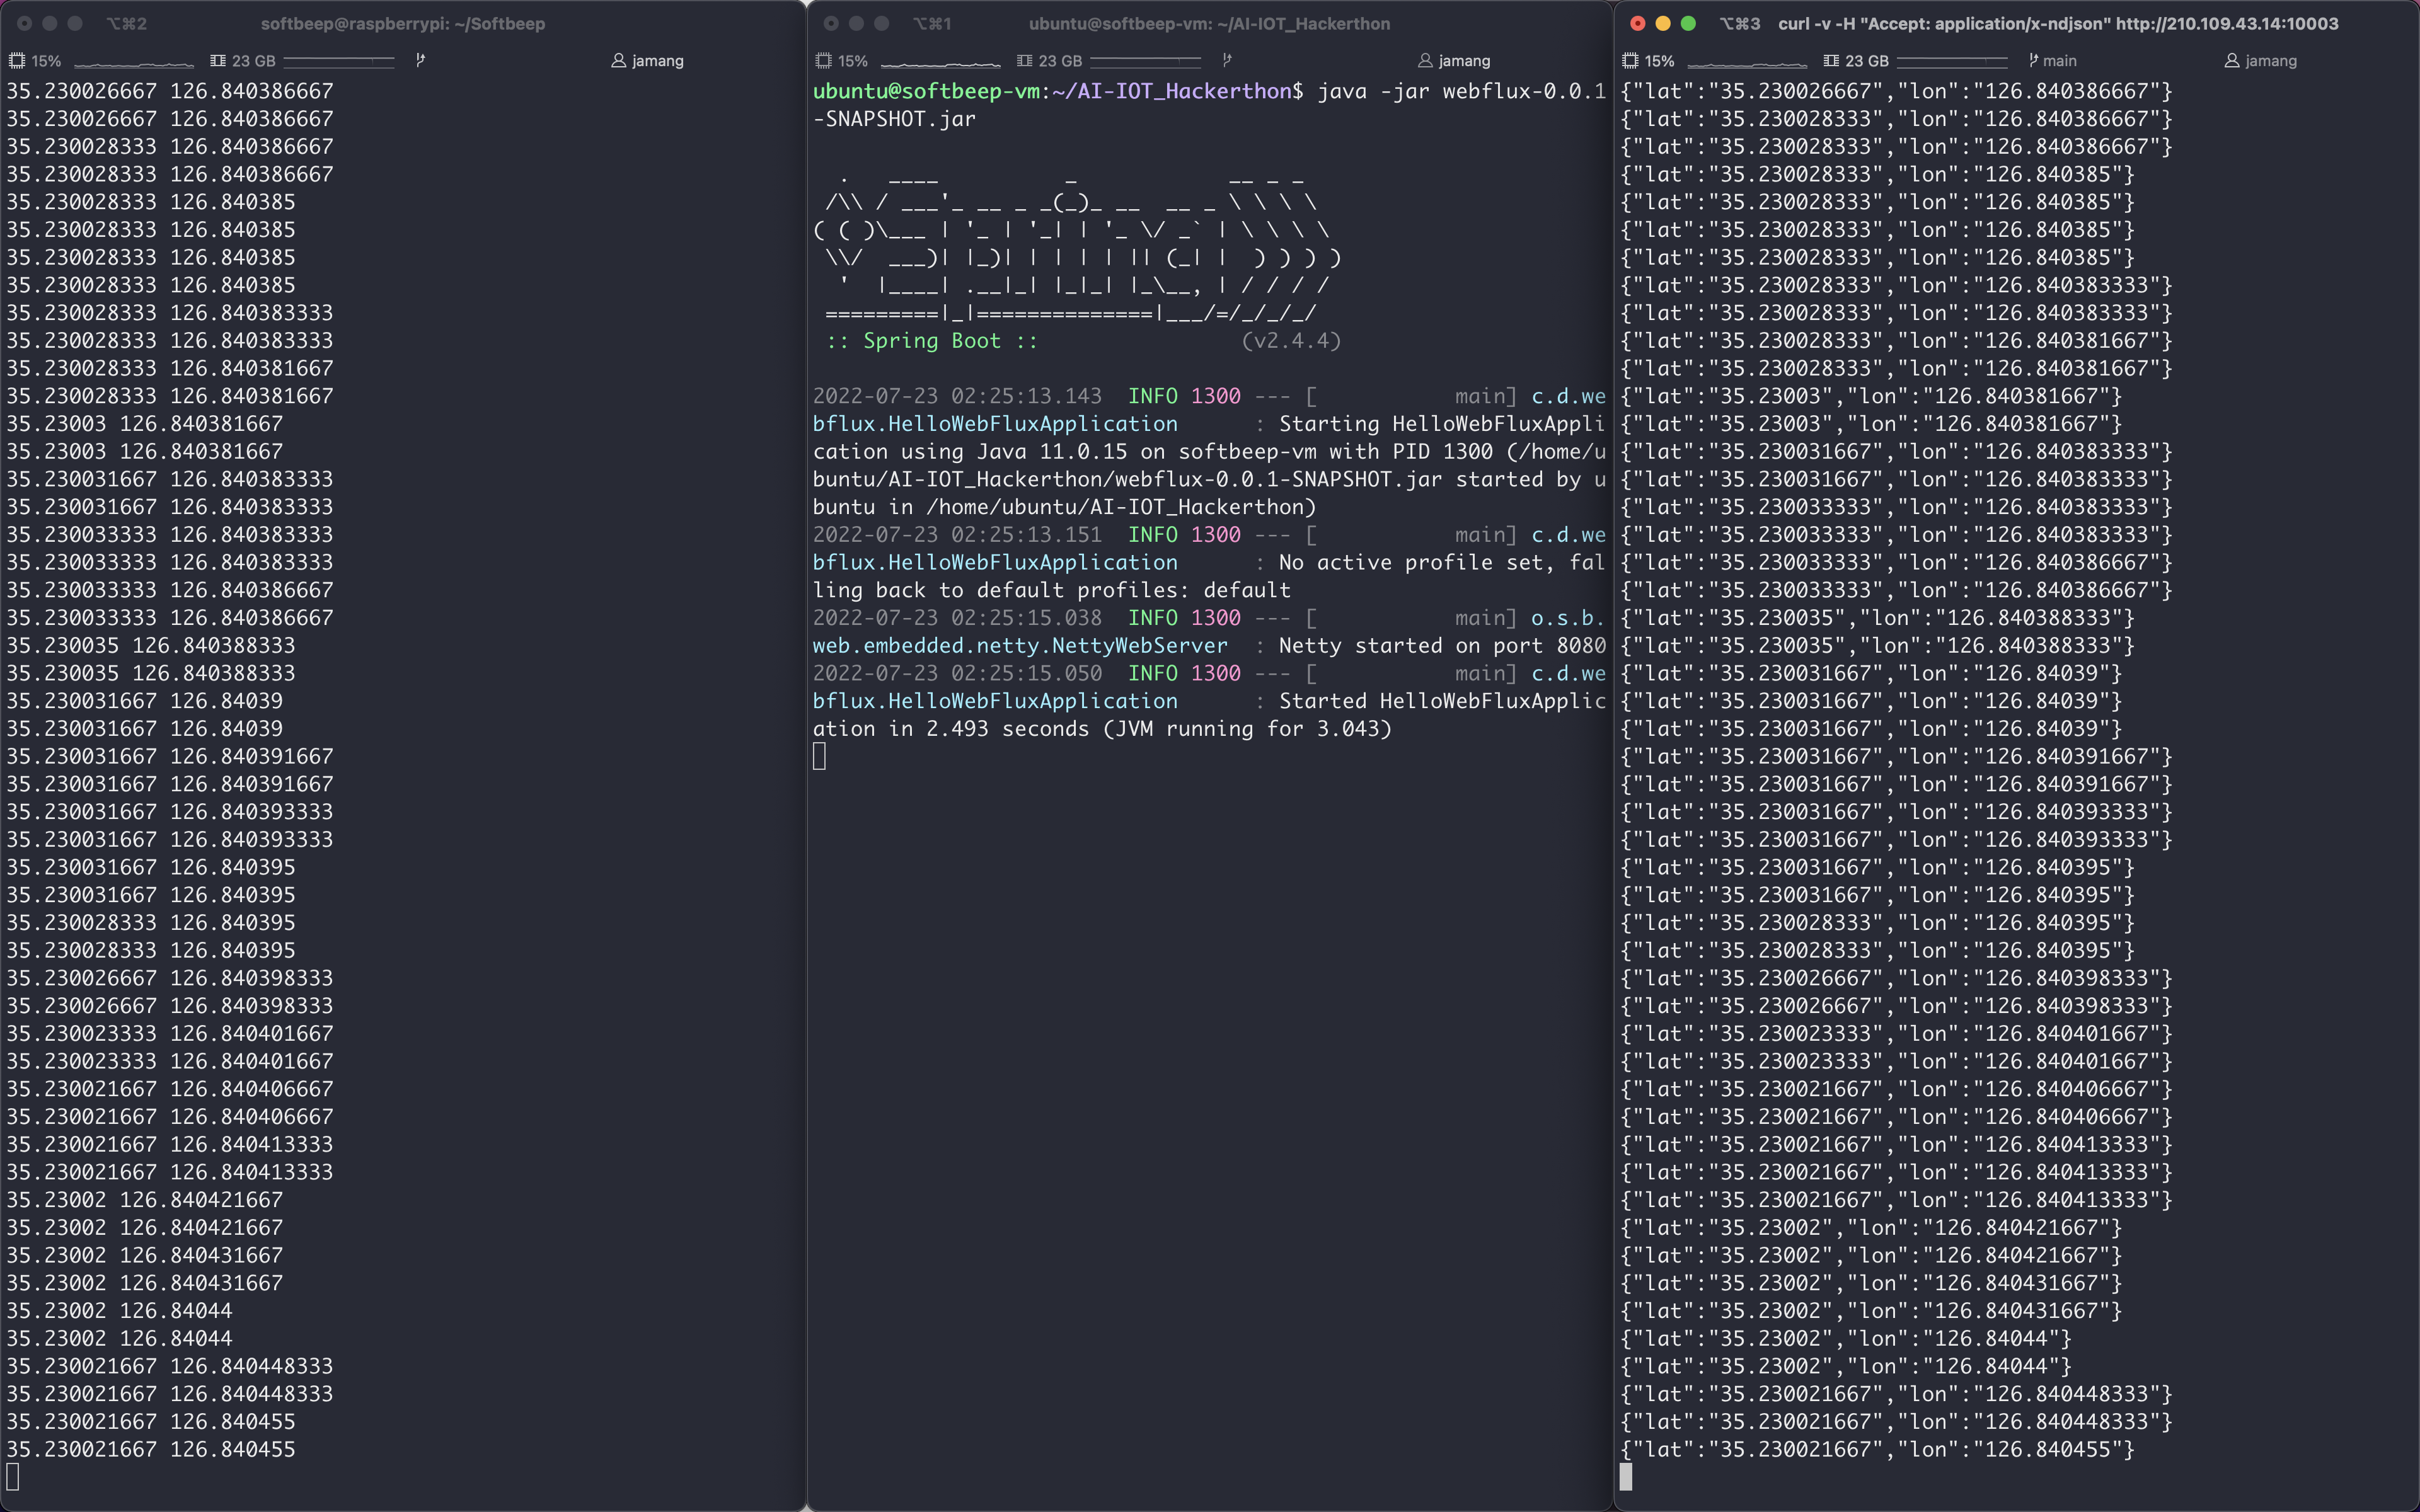 ⌥⌘2 softbeep@raspberrypi: ~/Softbeep
15% 23 GB jamang
35.230026667 126.840386667
35.230026667 126.840386667
35.230028333 126.840386667
35.230028333 126.840386667
35.230028333 126.840385
35.230028333 126.840385
35.230028333 126.840385
35.230028333 126.840385
35.230028333 126.840383333
35.230028333 126.840383333
35.230028333 126.840381667
35.230028333 126.840381667
35.23003 126.840381667
35.23003 126.840381667
35.230031667 126.840383333
35.230031667 126.840383333
35.230033333 126.840383333
35.230033333 126.840383333
35.230033333 126.840386667
35.230033333 126.840386667
35.230035 126.840388333
35.230035 126.840388333
35.230031667 126.84039
35.230031667 126.84039
35.230031667 126.840391667
35.230031667 126.840391667
35.230031667 126.840393333
35.230031667 126.840393333
35.230031667 126.840395
35.230031667 126.840395
35.230028333 126.840395
35.230028333 126.840395
35.230026667 126.840398333
35.230026667 126.840398333
35.230023333 126.840401667
35.230023333 126.840401667
35.230021667 126.840406667
35.230021667 126.840406667
35.230021667 126.840413333
35.230021667 126.840413333
35.23002 126.840421667
35.23002 126.840421667
35.23002 126.840431667
35.23002 126.840431667
35.23002 126.84044
35.23002 126.84044
35.230021667 126.840448333
35.230021667 126.840448333
35.230021667 126.840455
35.230021667 126.840455
⌥⌘1 ubuntu@softbeep-vm: ~/AI-IOT_Hackerthon
15% 23 GB jamang
ubuntu@softbeep-vm:~/AI-IOT_Hackerthon$ java -jar webflux-0.0.1
-SNAPSHOT.jar
  .   ____          _            __ _ _
 /\\ / ___'_ __ _ _(_)_ __  __ _ \ \ \ \
( ( )\___ | '_ | '_| | '_ \/ _` | \ \ \ \
 \\/  ___)| |_)| | | | | || (_| |  ) ) ) )
  '  |____| .__|_| |_|_| |_\__, | / / / /
 =========|_|==============|___/=/_/_/_/
 :: Spring Boot ::                (v2.4.4)
2022-07-23 02:25:13.143  INFO 1300 --- [           main] c.d.we
bflux.HelloWebFluxApplication      : Starting HelloWebFluxAppli
cation using Java 11.0.15 on softbeep-vm with PID 1300 (/home/u
buntu/AI-IOT_Hackerthon/webflux-0.0.1-SNAPSHOT.jar started by u
buntu in /home/ubuntu/AI-IOT_Hackerthon)
2022-07-23 02:25:13.151  INFO 1300 --- [           main] c.d.we
bflux.HelloWebFluxApplication      : No active profile set, fal
ling back to default profiles: default
2022-07-23 02:25:15.038  INFO 1300 --- [           main] o.s.b.
web.embedded.netty.NettyWebServer  : Netty started on port 8080
2022-07-23 02:25:15.050  INFO 1300 --- [           main] c.d.we
bflux.HelloWebFluxApplication      : Started HelloWebFluxApplic
ation in 2.493 seconds (JVM running for 3.043)
⌥⌘3 curl -v -H "Accept: application/x-ndjson" http://210.109.43.14:10003
15% 23 GB main jamang
{"lat":"35.230026667","lon":"126.840386667"}
{"lat":"35.230028333","lon":"126.840386667"}
{"lat":"35.230028333","lon":"126.840386667"}
{"lat":"35.230028333","lon":"126.840385"}
{"lat":"35.230028333","lon":"126.840385"}
{"lat":"35.230028333","lon":"126.840385"}
{"lat":"35.230028333","lon":"126.840385"}
{"lat":"35.230028333","lon":"126.840383333"}
{"lat":"35.230028333","lon":"126.840383333"}
{"lat":"35.230028333","lon":"126.840381667"}
{"lat":"35.230028333","lon":"126.840381667"}
{"lat":"35.23003","lon":"126.840381667"}
{"lat":"35.23003","lon":"126.840381667"}
{"lat":"35.230031667","lon":"126.840383333"}
{"lat":"35.230031667","lon":"126.840383333"}
{"lat":"35.230033333","lon":"126.840383333"}
{"lat":"35.230033333","lon":"126.840383333"}
{"lat":"35.230033333","lon":"126.840386667"}
{"lat":"35.230033333","lon":"126.840386667"}
{"lat":"35.230035","lon":"126.840388333"}
{"lat":"35.230035","lon":"126.840388333"}
{"lat":"35.230031667","lon":"126.84039"}
{"lat":"35.230031667","lon":"126.84039"}
{"lat":"35.230031667","lon":"126.84039"}
{"lat":"35.230031667","lon":"126.840391667"}
{"lat":"35.230031667","lon":"126.840391667"}
{"lat":"35.230031667","lon":"126.840393333"}
{"lat":"35.230031667","lon":"126.840393333"}
{"lat":"35.230031667","lon":"126.840395"}
{"lat":"35.230031667","lon":"126.840395"}
{"lat":"35.230028333","lon":"126.840395"}
{"lat":"35.230028333","lon":"126.840395"}
{"lat":"35.230026667","lon":"126.840398333"}
{"lat":"35.230026667","lon":"126.840398333"}
{"lat":"35.230023333","lon":"126.840401667"}
{"lat":"35.230023333","lon":"126.840401667"}
{"lat":"35.230021667","lon":"126.840406667"}
{"lat":"35.230021667","lon":"126.840406667"}
{"lat":"35.230021667","lon":"126.840413333"}
{"lat":"35.230021667","lon":"126.840413333"}
{"lat":"35.230021667","lon":"126.840413333"}
{"lat":"35.23002","lon":"126.840421667"}
{"lat":"35.23002","lon":"126.840421667"}
{"lat":"35.23002","lon":"126.840431667"}
{"lat":"35.23002","lon":"126.840431667"}
{"lat":"35.23002","lon":"126.84044"}
{"lat":"35.23002","lon":"126.84044"}
{"lat":"35.230021667","lon":"126.840448333"}
{"lat":"35.230021667","lon":"126.840448333"}
{"lat":"35.230021667","lon":"126.840455"}